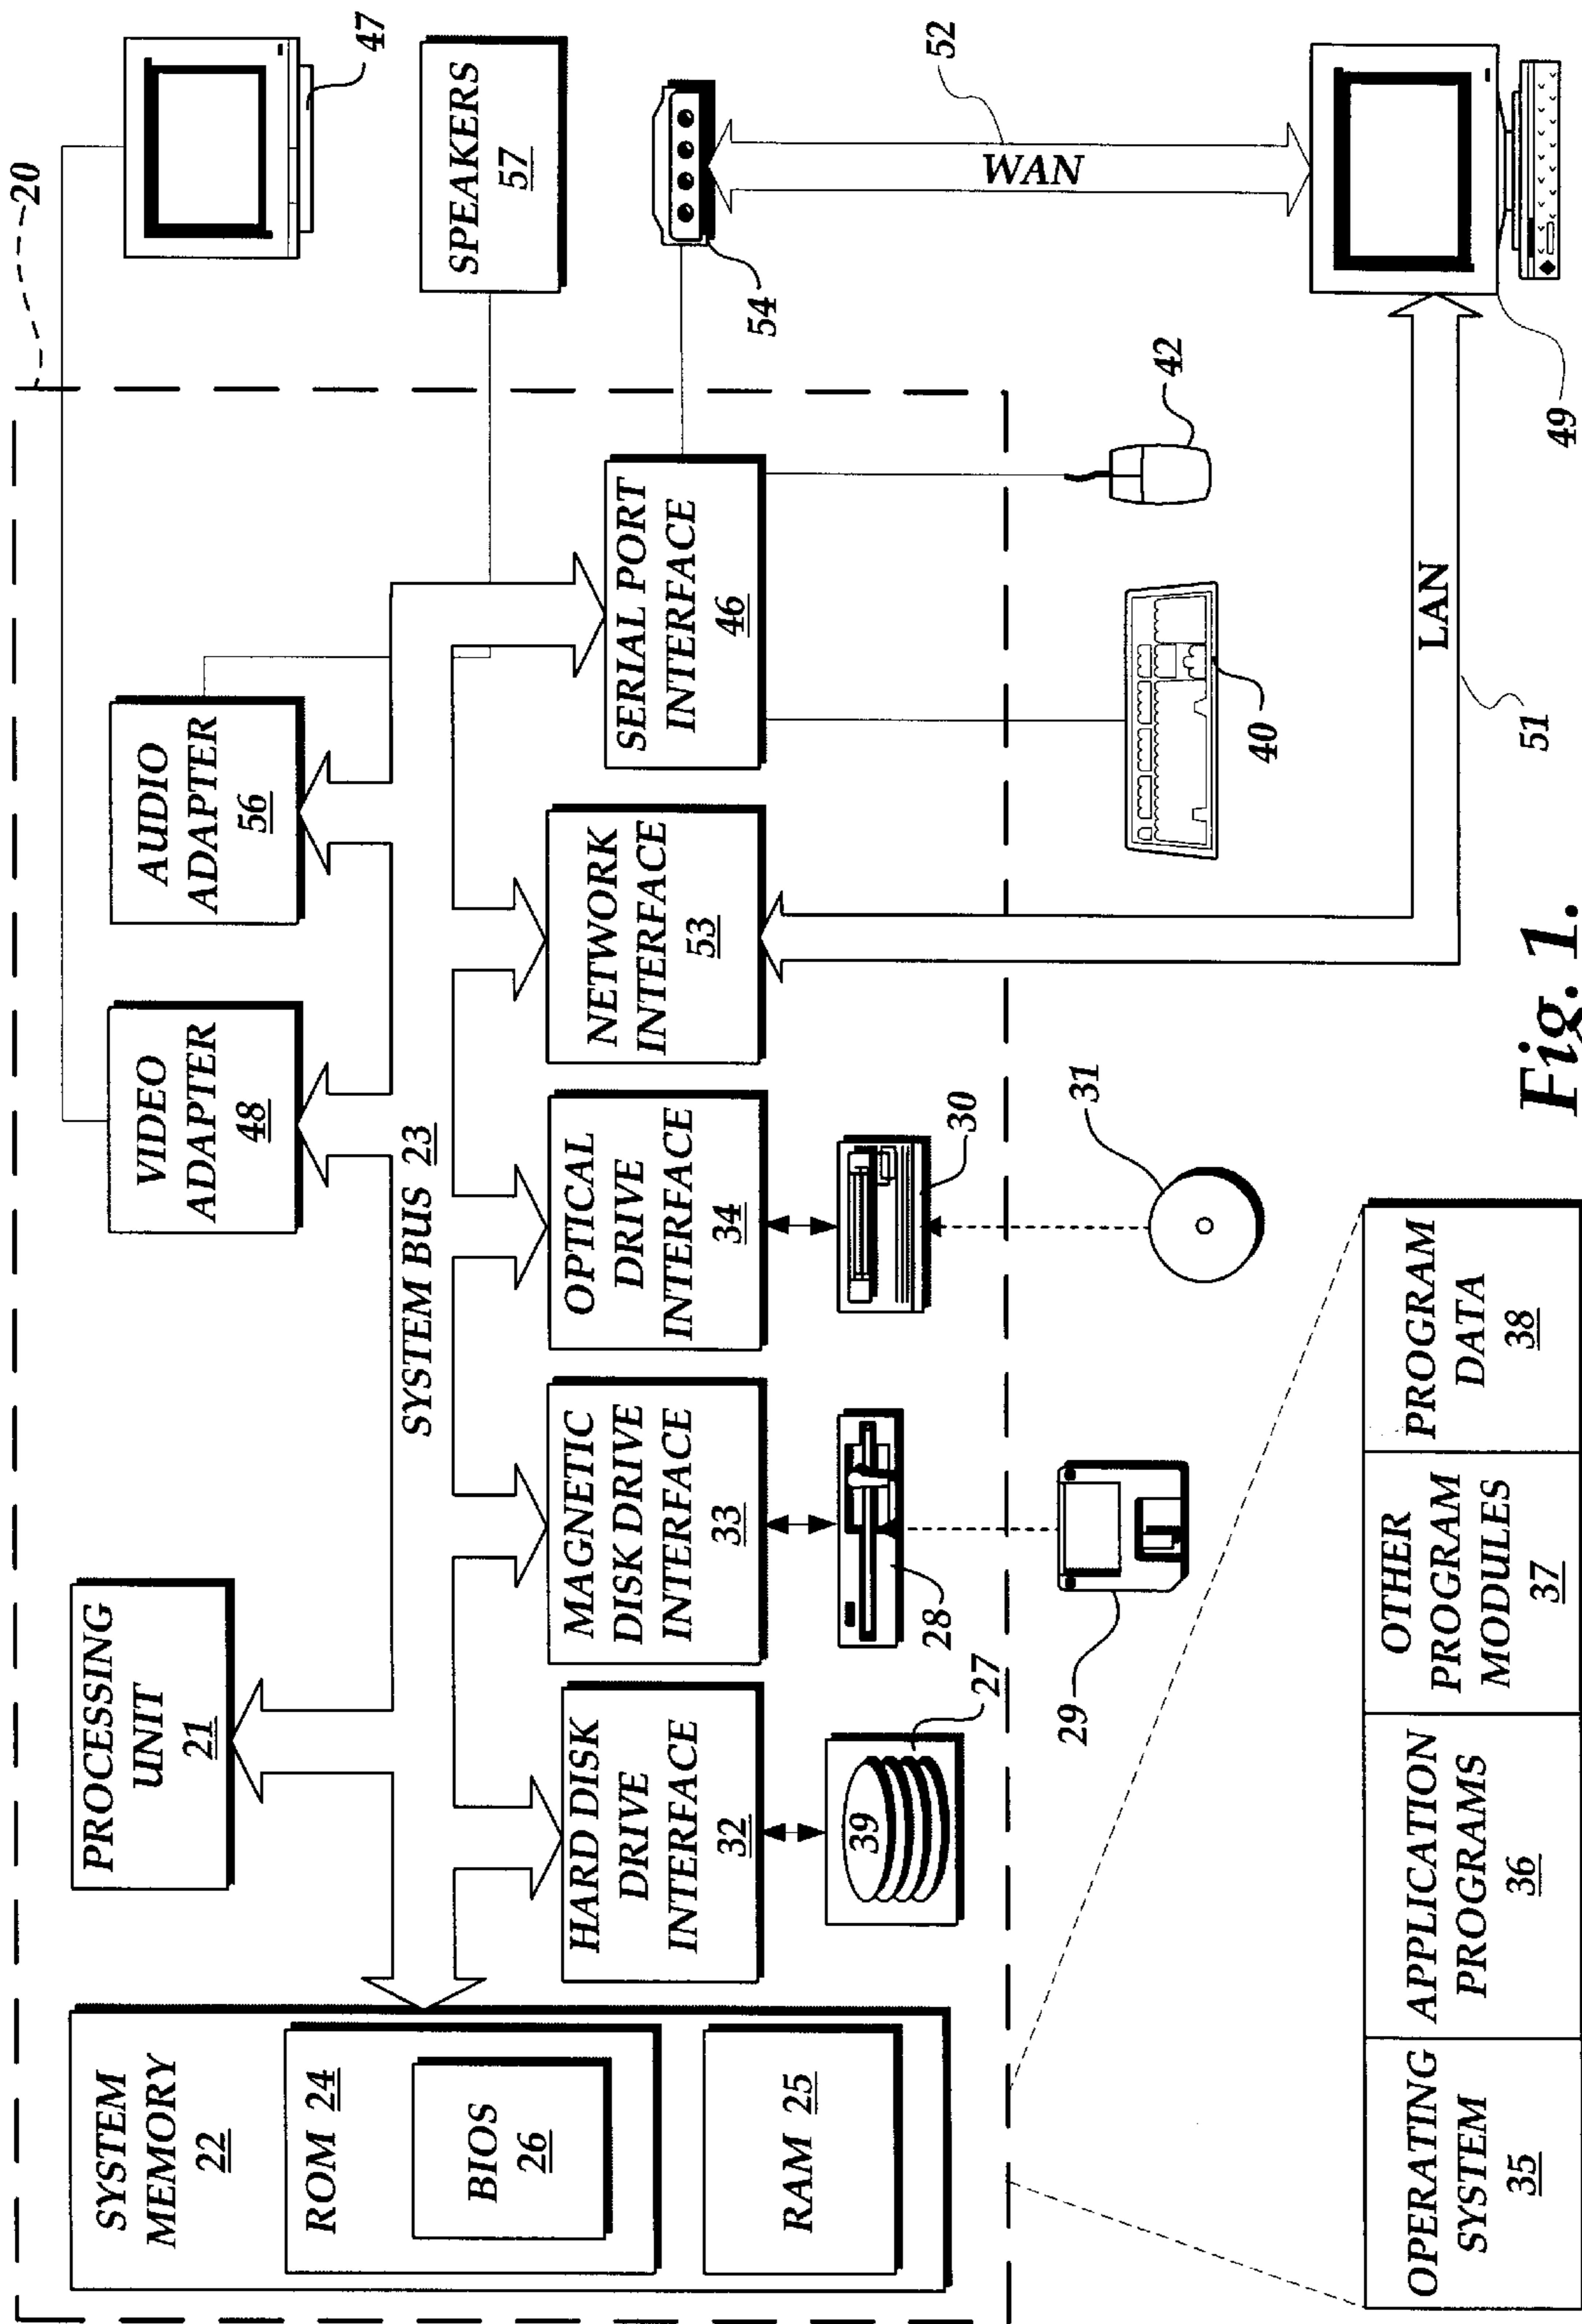 20
SYSTEM
MEMORY
22
ROM 24
BIOS
26
RAM 25
PROCESSING
UNIT
21
VIDEO
ADAPTER
48
AUDIO
ADAPTER
56
47
SYSTEM BUS 23
SPEAKERS
57
HARD DISK
DRIVE
INTERFACE
32
MAGNETIC
DISK DRIVE
INTERFACE
33
OPTICAL
DRIVE
INTERFACE
34
NETWORK
INTERFACE
53
SERIAL PORT
INTERFACE
46
54
39
27
28
30
52
WAN
29
31
40
42
LAN
51
49
OPERATING
SYSTEM
35
APPLICATION
PROGRAMS
36
OTHER
PROGRAM
MODULES
37
PROGRAM
DATA
38
Fig. 1.